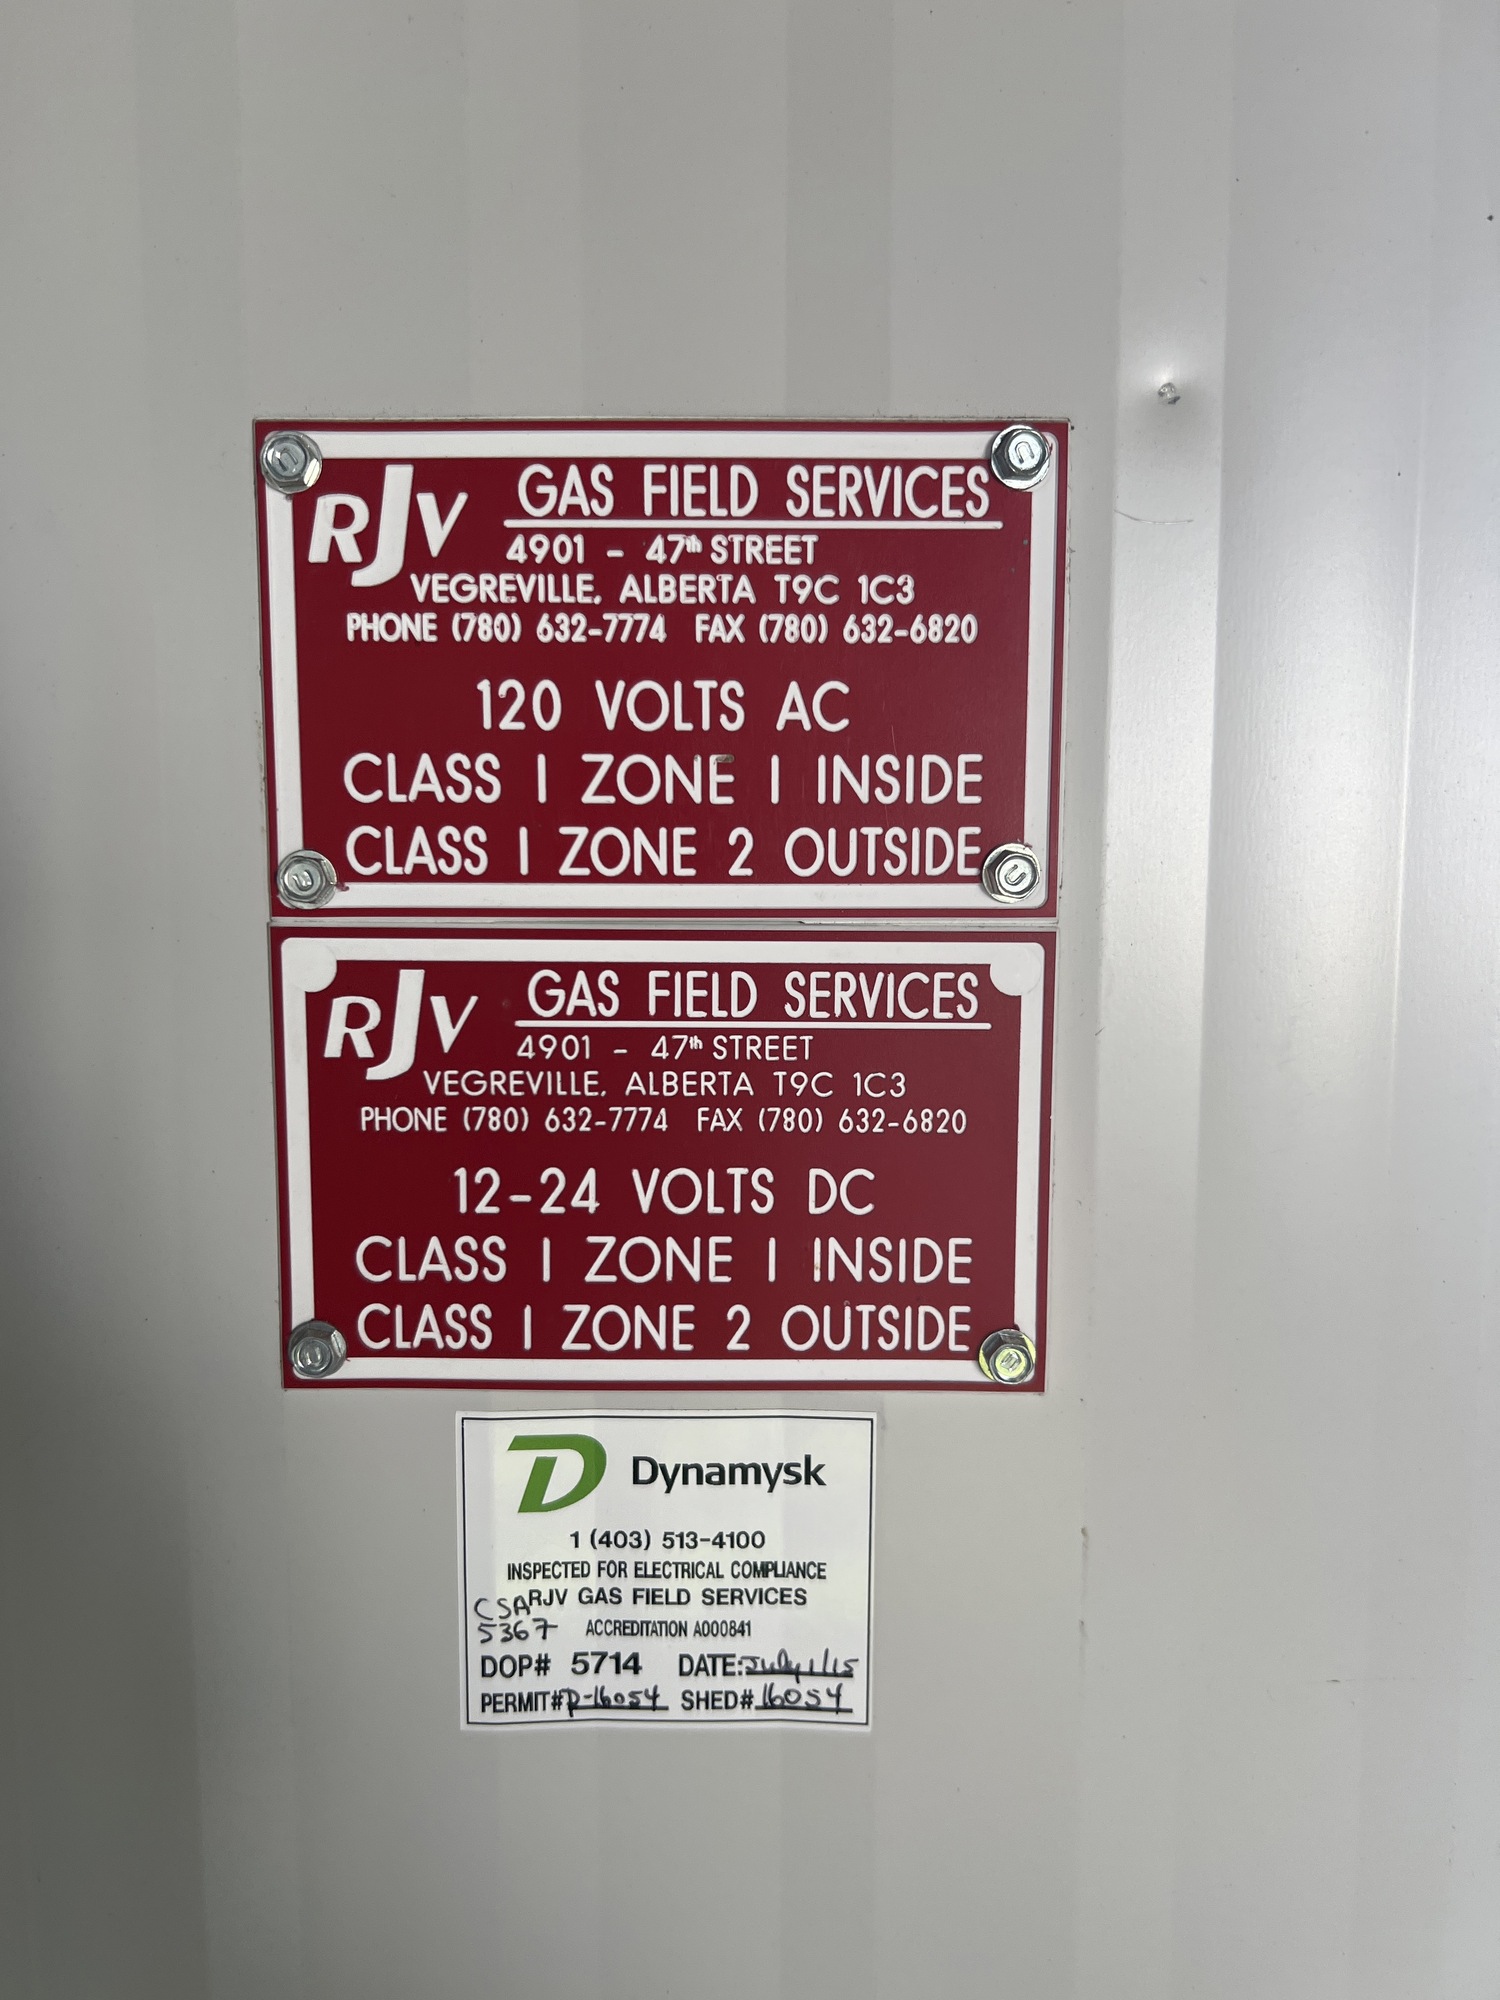 RJV GAS FIELD SERVICES
4901 - 47th STREET
VEGREVILLE, ALBERTA T9C 1C3
PHONE (780) 632-7774 FAX (780) 632-6820
120 VOLTS AC
CLASS I ZONE I INSIDE
CLASS I ZONE 2 OUTSIDE
RJV GAS FIELD SERVICES
4901 - 47th STREET
VEGREVILLE, ALBERTA T9C 1C3
PHONE (780) 632-7774 FAX (780) 632-6820
12-24 VOLTS DC
CLASS I ZONE I INSIDE
CLASS I ZONE 2 OUTSIDE
D Dynamysk
1 (403) 513-4100
INSPECTED FOR ELECTRICAL COMPLIANCE
CSA RJV GAS FIELD SERVICES
5367 ACCREDITATION A000841
DOP# 5714 DATE: July 1/15
PERMIT# P-16054 SHED# 16054